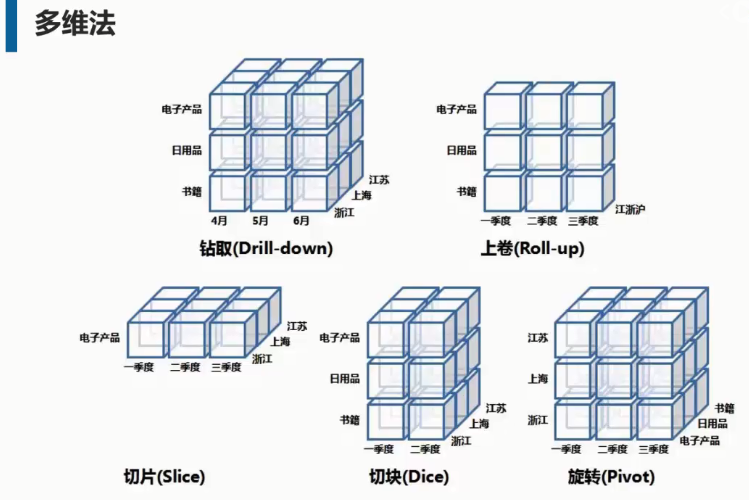 多维法
电子产品
日用品
书籍
4月 5月 6月
江苏
上海
浙江
钻取(Drill-down)
电子产品
日用品
书籍
一季度 二季度 三季度
江浙沪
上卷(Roll-up)
电子产品
一季度 二季度 三季度
江苏
上海
浙江
切片(Slice)
电子产品
日用品
书籍
一季度 二季度
江苏
上海
浙江
切块(Dice)
江苏
上海
浙江
一季度 二季度 三季度
书籍
日用品
电子产品
旋转(Pivot)